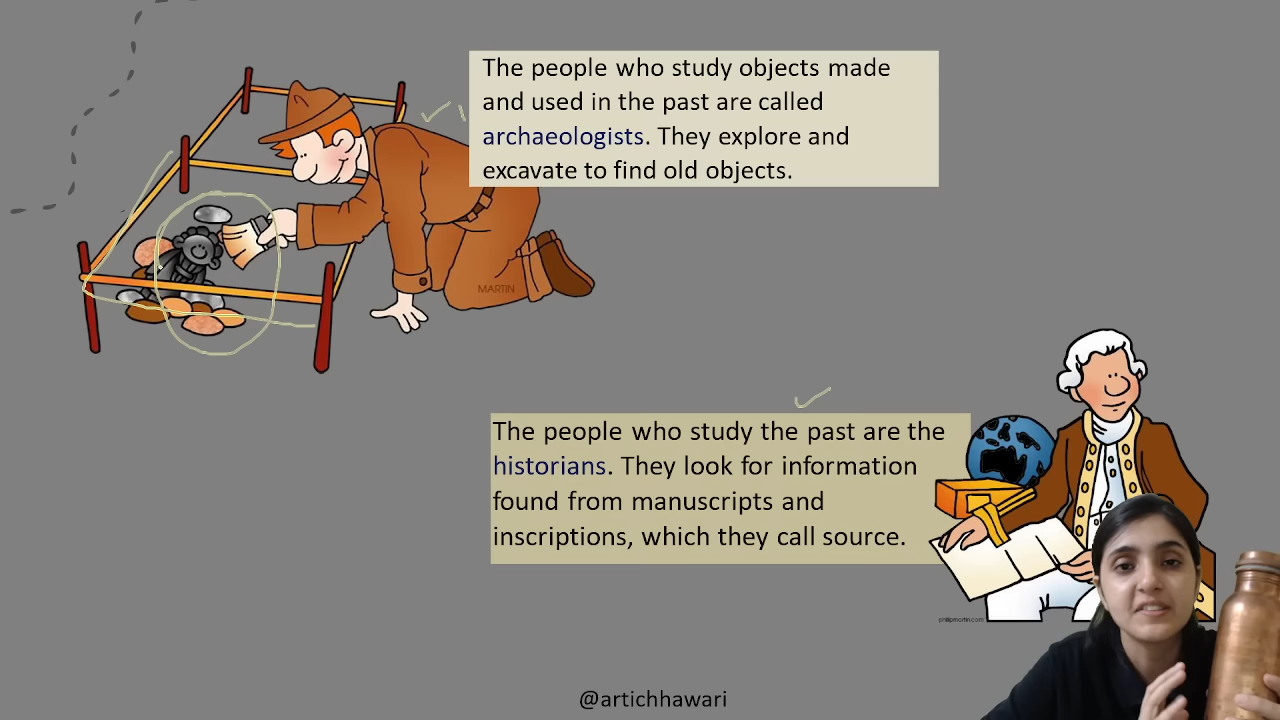 The people who study objects made
and used in the past are called
archaeologists. They explore and
excavate to find old objects.
MARTIN
The people who study the past are the
historians. They look for information
found from manuscripts and
inscriptions, which they call source.
phillipmartin.com
@artichhawari